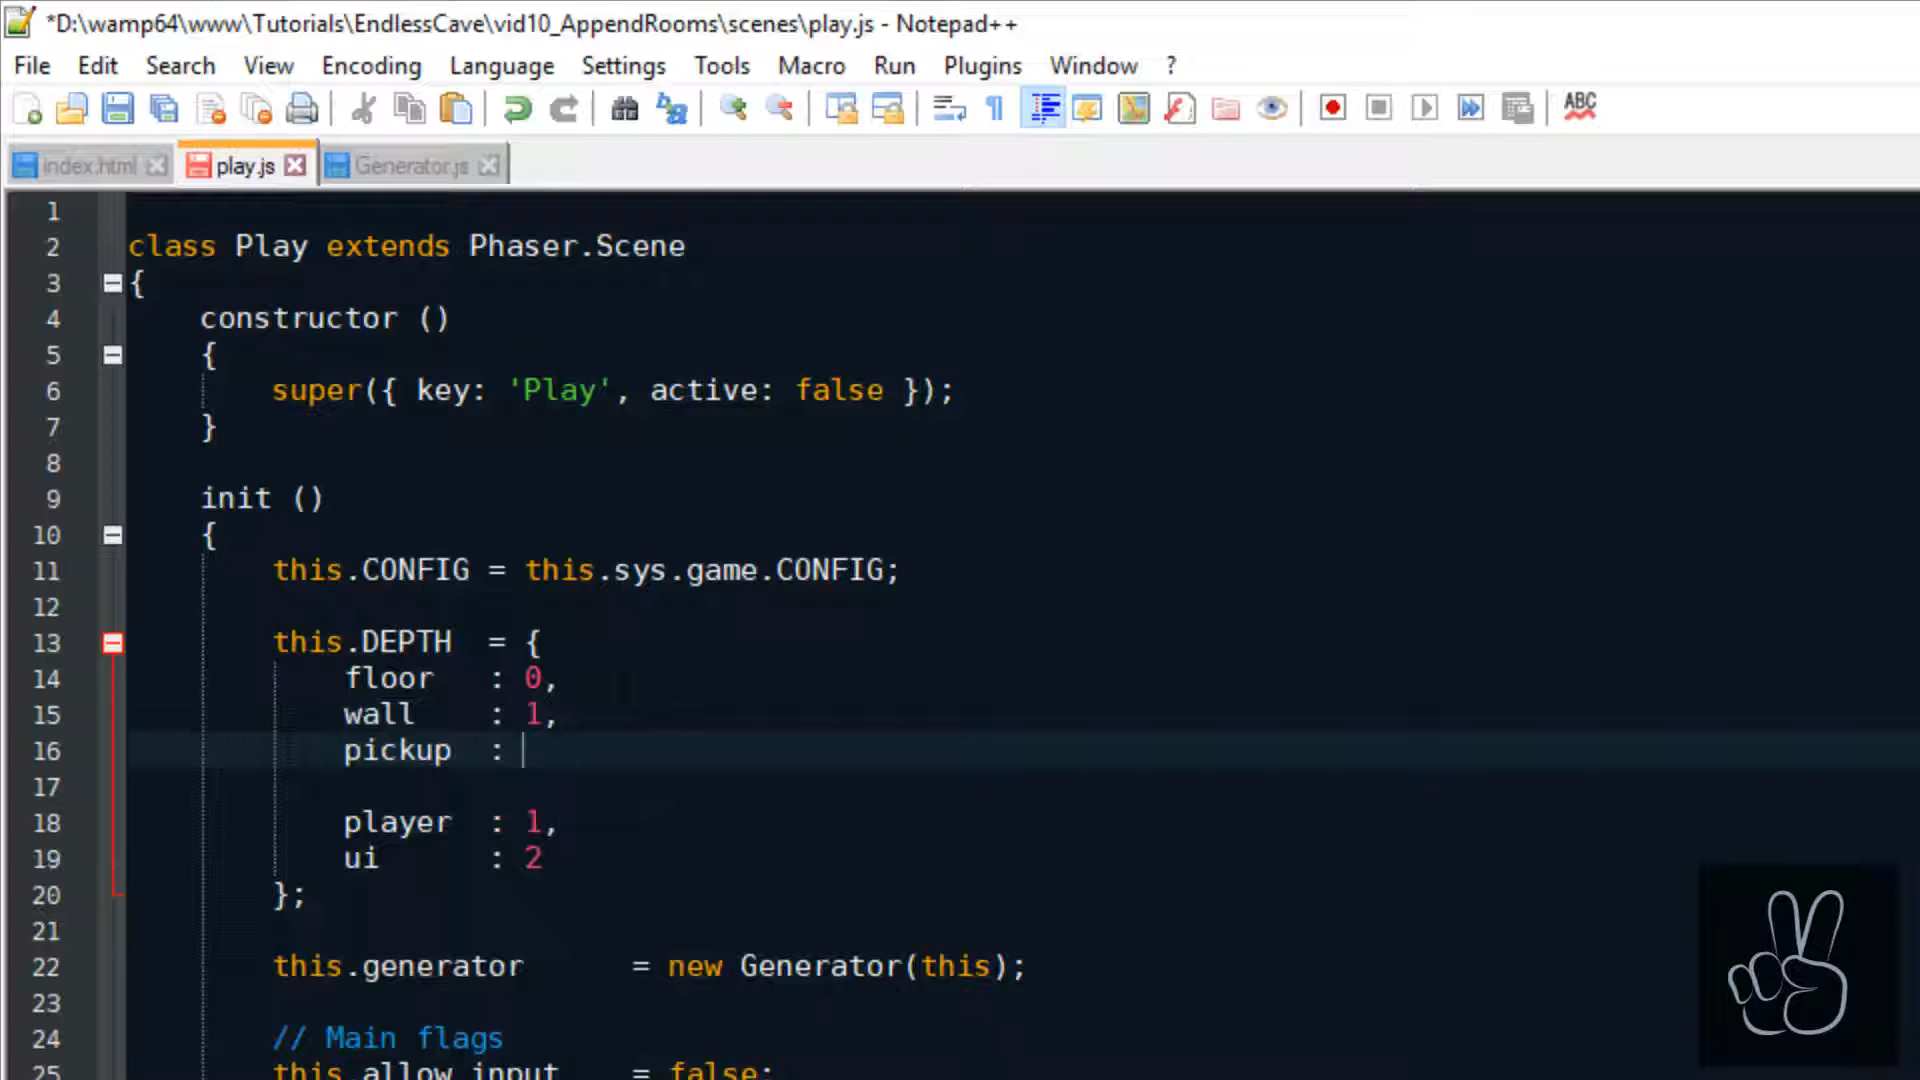 *D:\wamp64\www\Tutorials\EndlessCave\vid10_AppendRooms\scenes\play.js - Notepad++
File Edit Search View Encoding Language Settings Tools Macro Run Plugins Window ?
ABC
index.html play.js Generator.js
1
2 class Play extends Phaser.Scene
3 {
4 constructor ()
5 {
6 super({ key: 'Play', active: false });
7 }
8
9 init ()
10 {
11 this.CONFIG = this.sys.game.CONFIG;
12
13 this.DEPTH = {
14 floor : 0,
15 wall : 1,
16 pickup :
17
18 player : 1,
19 ui : 2
20 };
21
22 this.generator = new Generator(this);
23
24 // Main flags
25 this.allow_input = false;